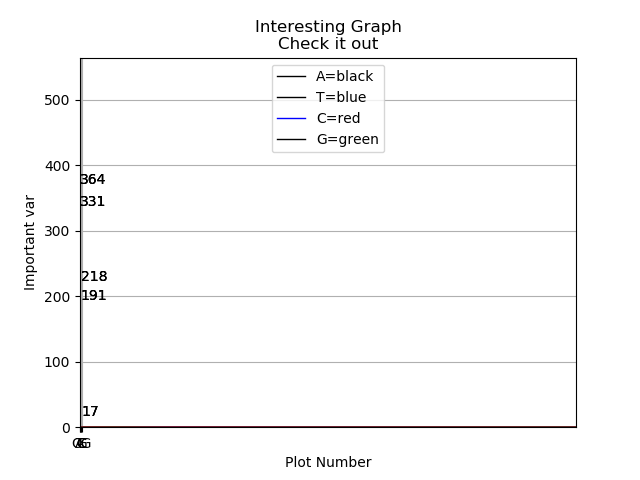 Interesting Graph
Check it out
A=black
T=blue
C=red
G=green
500
400
300
200
100
0
364
331
218
191
17
Important var
Plot Number